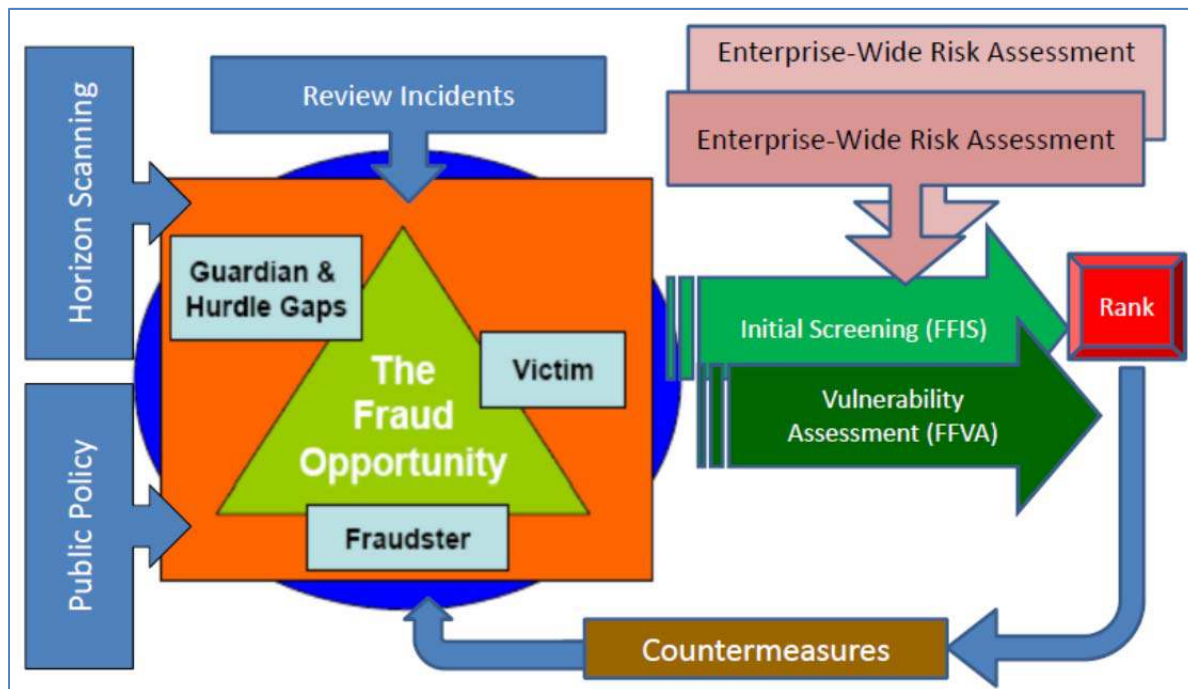 Horizon Scanning
Public Policy
Review Incidents
Enterprise-Wide Risk Assessment
Enterprise-Wide Risk Assessment
Guardian &
Hurdle Gaps
Victim
The
Fraud
Opportunity
Fraudster
Initial Screening (FFIS)
Vulnerability
Assessment (FFVA)
Rank
Countermeasures